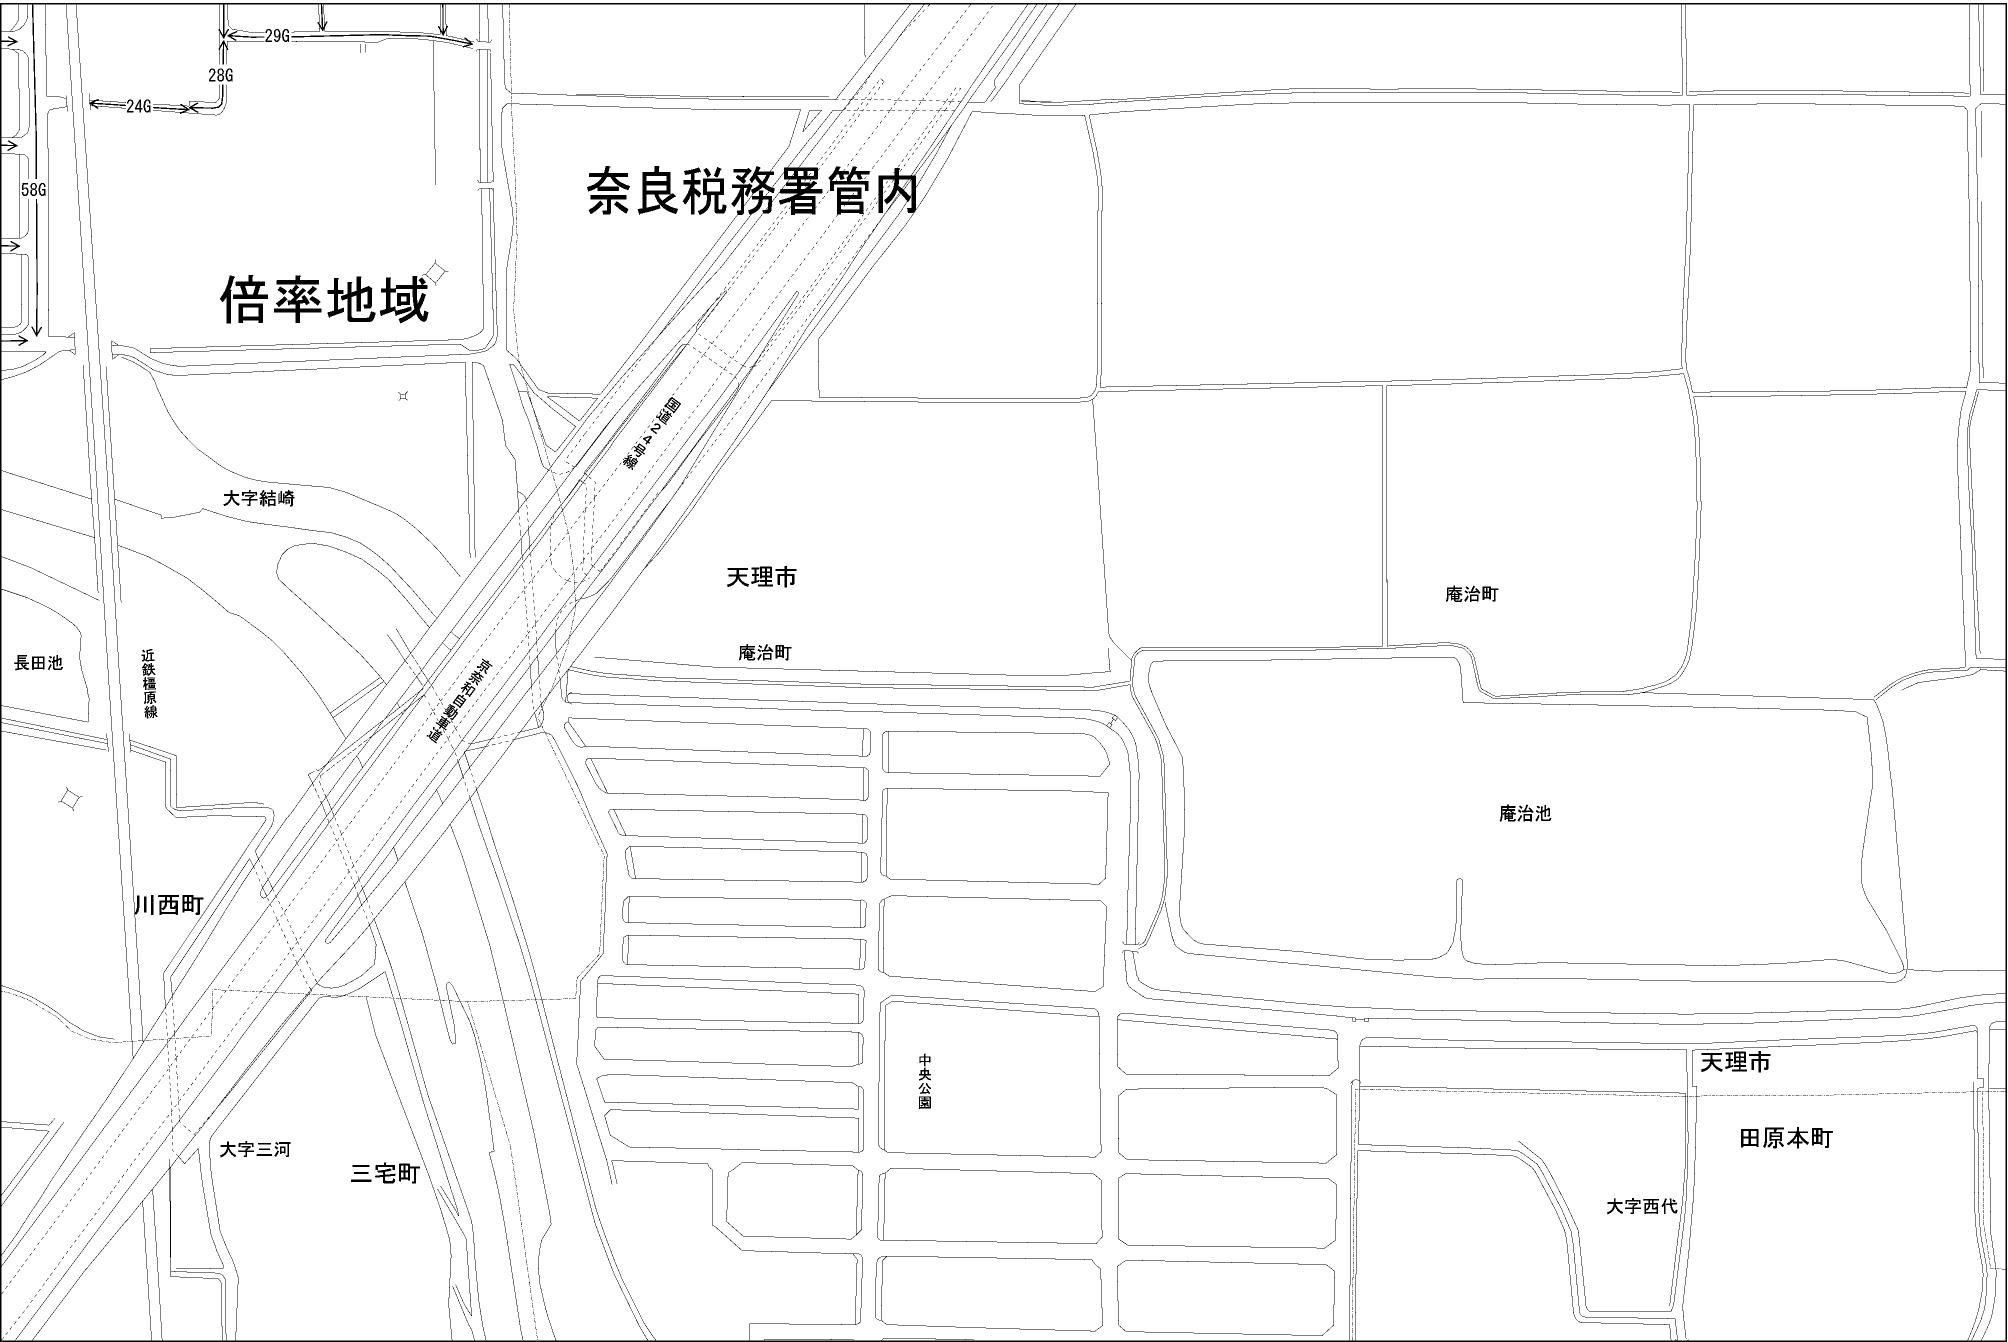 29G
28G
24G
58G
奈良税務署管内
倍率地域
国道24号線
大字結崎
天理市
庵治町
庵治町
長田池
近鉄橿原線
京奈和自動車道
庵治池
川西町
中央公園
天理市
田原本町
大字三河
三宅町
大字西代